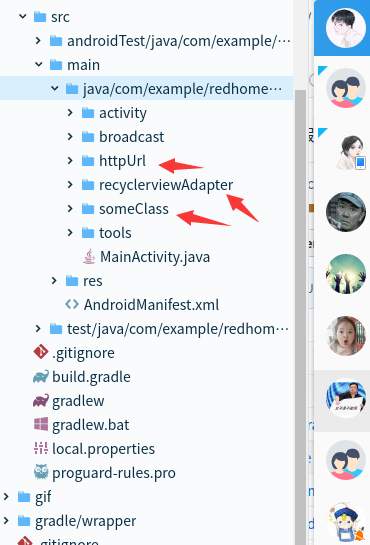 src
androidTest/java/com/example/···
main
java/com/example/redhome···
activity
broadcast
httpUrl
recyclerviewAdapter
someClass
tools
MainActivity.java
res
AndroidManifest.xml
test/java/com/example/redhom···
.gitignore
build.gradle
gradlew
gradlew.bat
local.properties
proguard-rules.pro
gif
gradle/wrapper
.gitignore